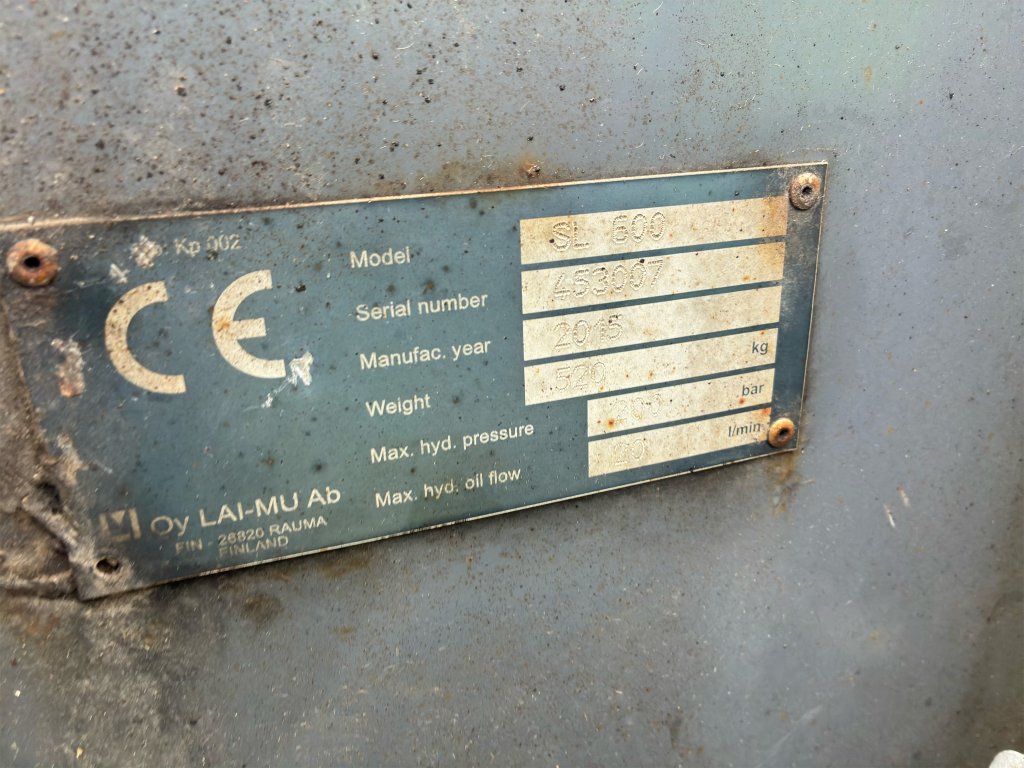 Kp 002
CE
Model SL 600
Serial number 453007
Manufac. year 2015
Weight 520 kg
Max. hyd. pressure 200 bar
Max. hyd. oil flow l/min
Oy LAI-MU Ab
FIN - 26820 RAUMA
FINLAND